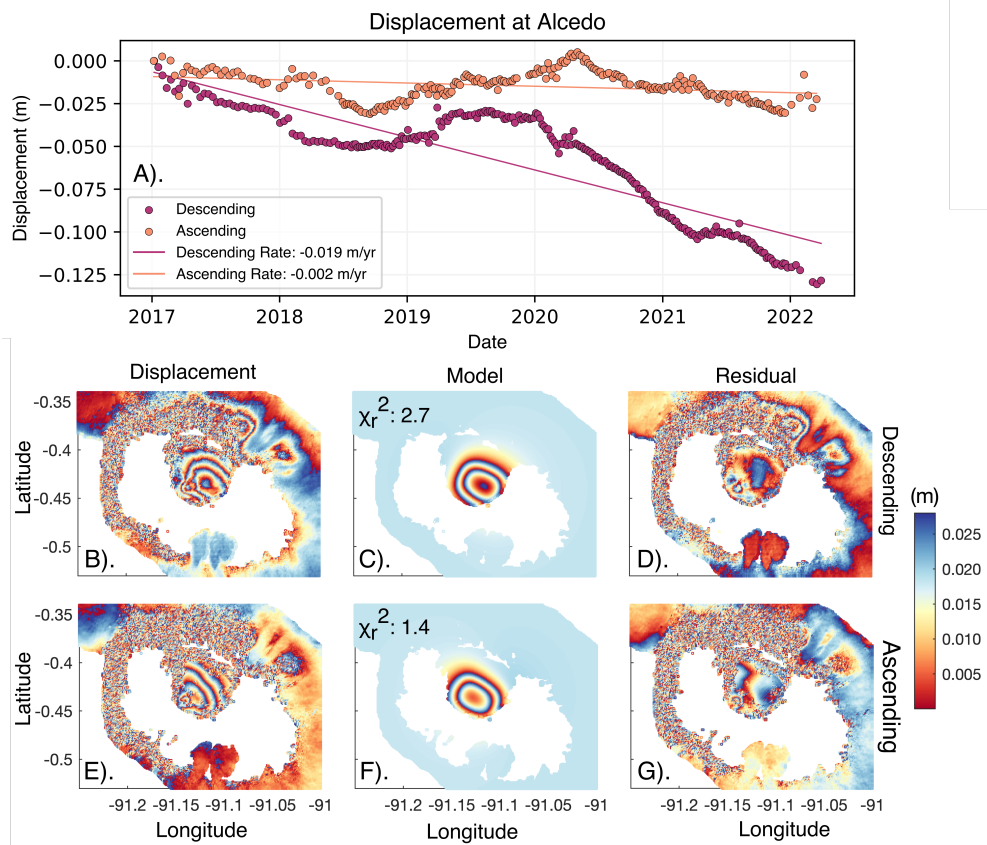 Displacement at Alcedo
Displacement (m)
0.000
−0.025
−0.050
−0.075
−0.100
−0.125
A).
Descending
Ascending
Descending Rate: -0.019 m/yr
Ascending Rate: -0.002 m/yr
2017 2018 2019 2020 2021 2022
Date
Displacement Model Residual
Latitude
-0.35
-0.4
-0.45
-0.5
B).
χr²: 2.7
C).
D).
Descending
(m)
0.025
0.020
0.015
0.010
0.005
Latitude
-0.35
-0.4
-0.45
-0.5
E).
χr²: 1.4
F).
G).
Ascending
-91.2 -91.15 -91.1 -91.05 -91
-91.2 -91.15 -91.1 -91.05
-91.2 -91.15 -91.1 -91.05 -91
Longitude Longitude Longitude